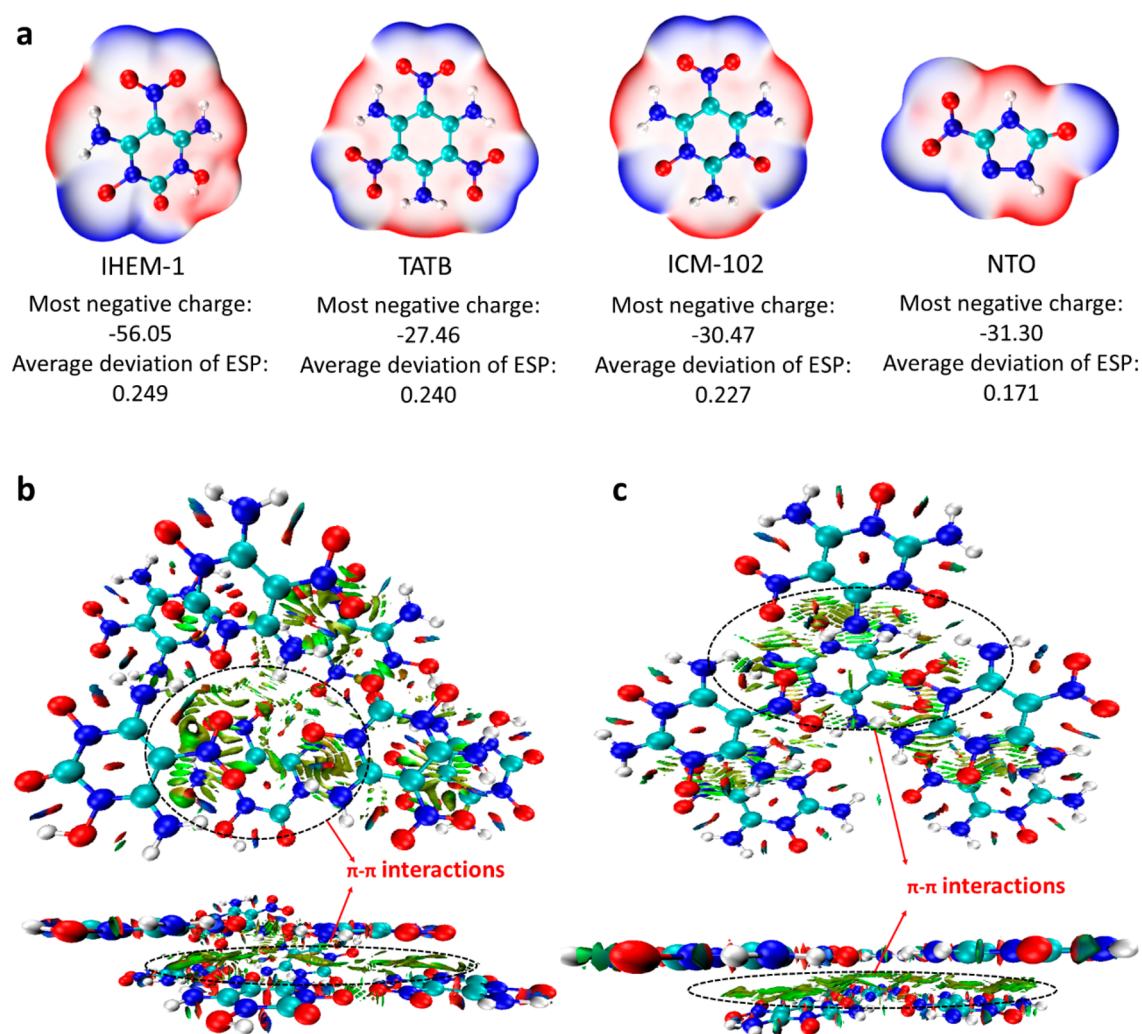 a
IHEM-1
Most negative charge:
-56.05
Average deviation of ESP:
0.249
TATB
Most negative charge:
-27.46
Average deviation of ESP:
0.240
ICM-102
Most negative charge:
-30.47
Average deviation of ESP:
0.227
NTO
Most negative charge:
-31.30
Average deviation of ESP:
0.171
b
π-π interactions
c
π-π interactions